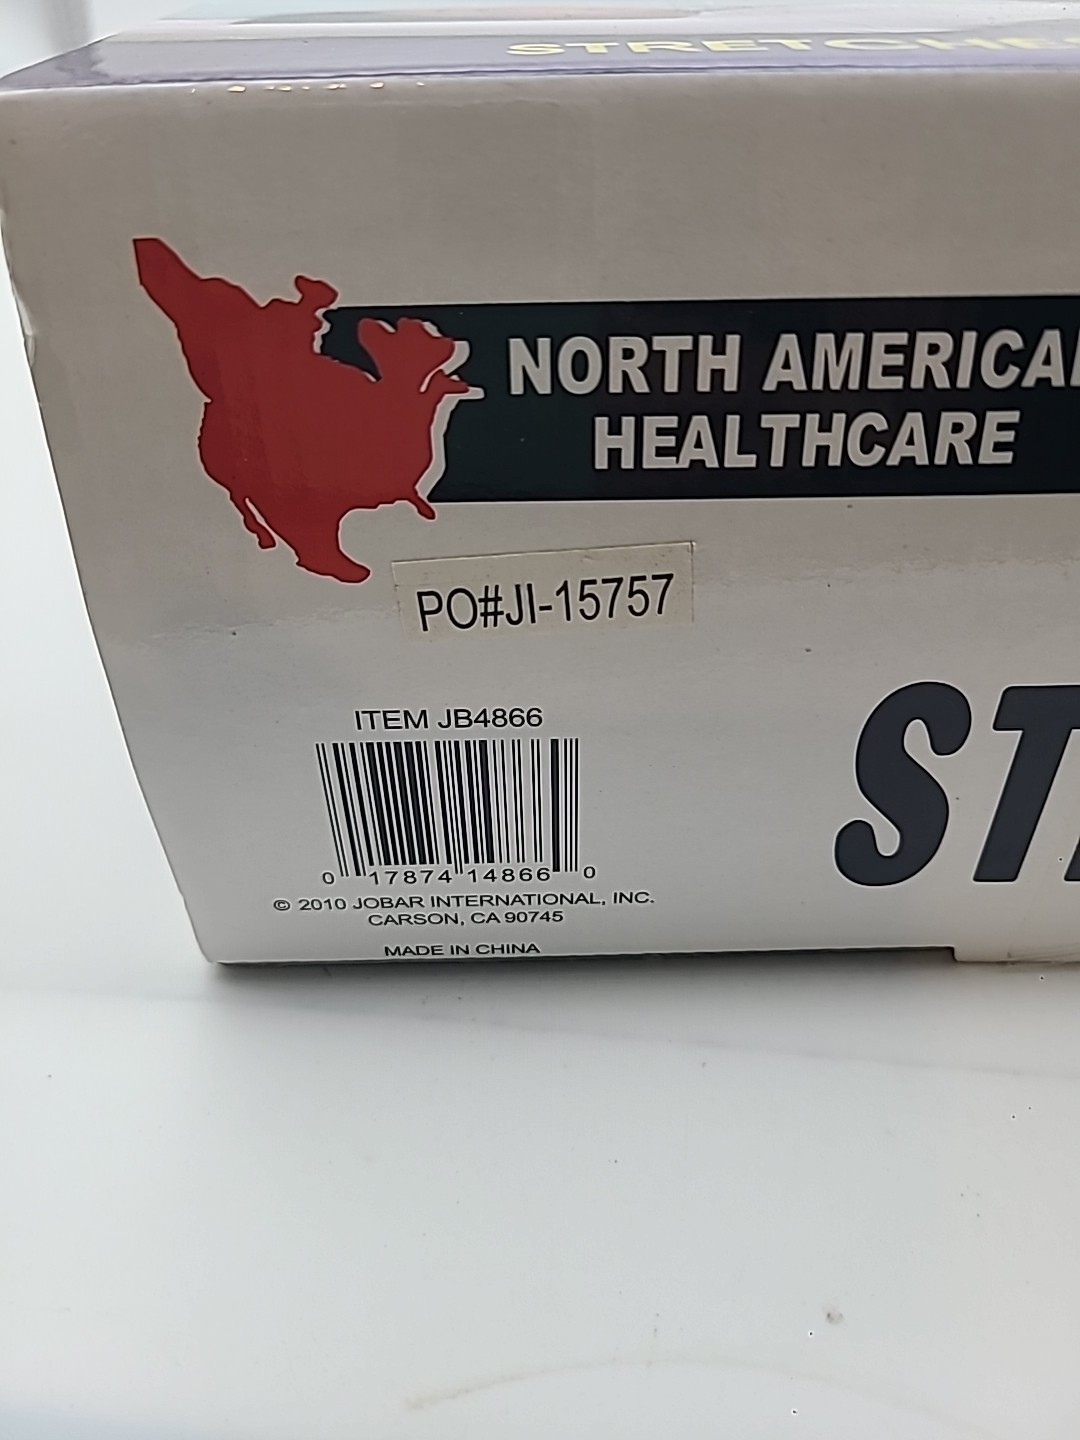 NORTH AMERICA
HEALTHCARE
PO#JI-15757
ITEM JB4866
0 17874 14866 0
© 2010 JOBAR INTERNATIONAL, INC.
CARSON, CA 90745
MADE IN CHINA